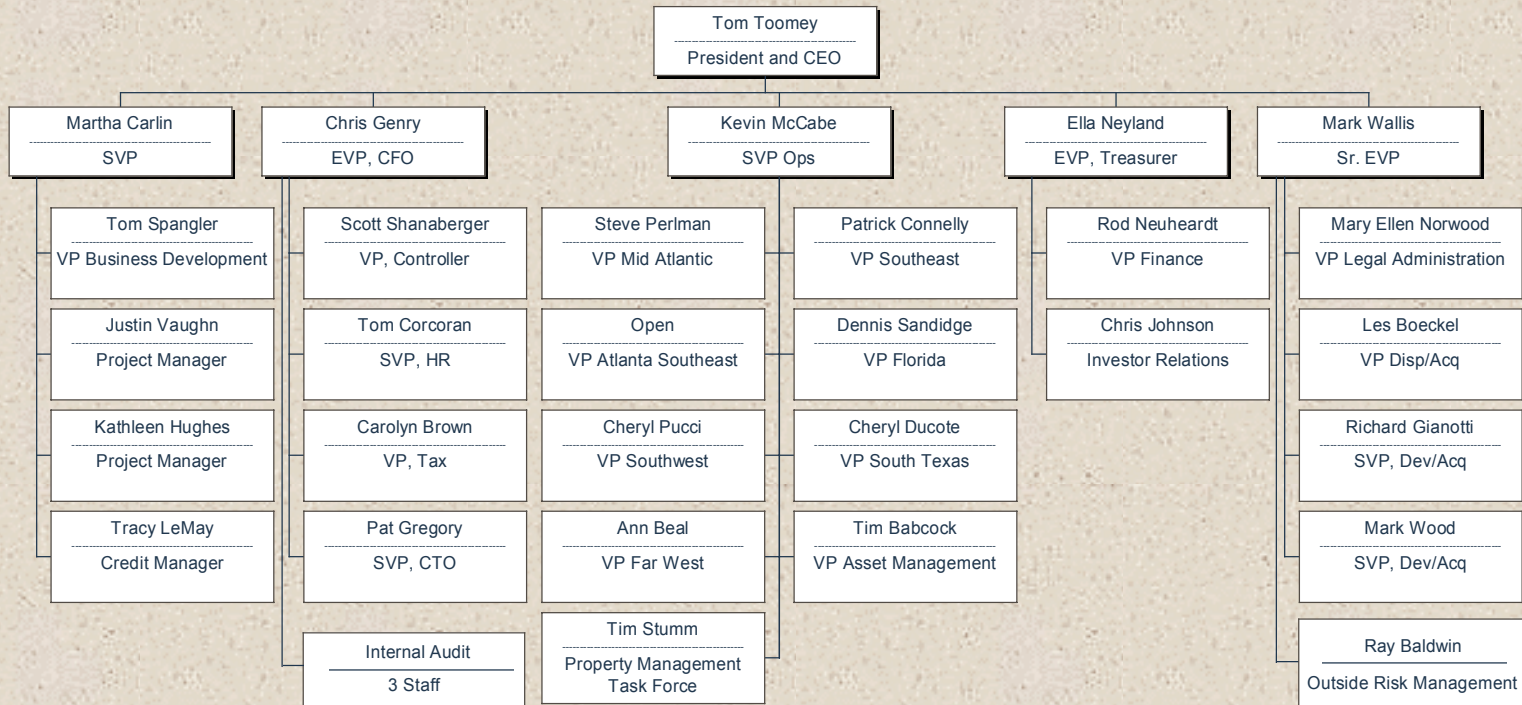 Tom Toomey
President and CEO
Martha Carlin
SVP
Chris Genry
EVP, CFO
Kevin McCabe
SVP Ops
Ella Neyland
EVP, Treasurer
Mark Wallis
Sr. EVP
Tom Spangler
VP Business Development
Scott Shanaberger
VP, Controller
Steve Perlman
VP Mid Atlantic
Patrick Connelly
VP Southeast
Rod Neuheardt
VP Finance
Mary Ellen Norwood
VP Legal Administration
Justin Vaughn
Project Manager
Tom Corcoran
SVP, HR
Open
VP Atlanta Southeast
Dennis Sandidge
VP Florida
Chris Johnson
Investor Relations
Les Boeckel
VP Disp/Acq
Kathleen Hughes
Project Manager
Carolyn Brown
VP, Tax
Cheryl Pucci
VP Southwest
Cheryl Ducote
VP South Texas
Richard Gianotti
SVP, Dev/Acq
Tracy LeMay
Credit Manager
Pat Gregory
SVP, CTO
Ann Beal
VP Far West
Tim Babcock
VP Asset Management
Mark Wood
SVP, Dev/Acq
Internal Audit
3 Staff
Tim Stumm
Property Management
Task Force
Ray Baldwin
Outside Risk Management